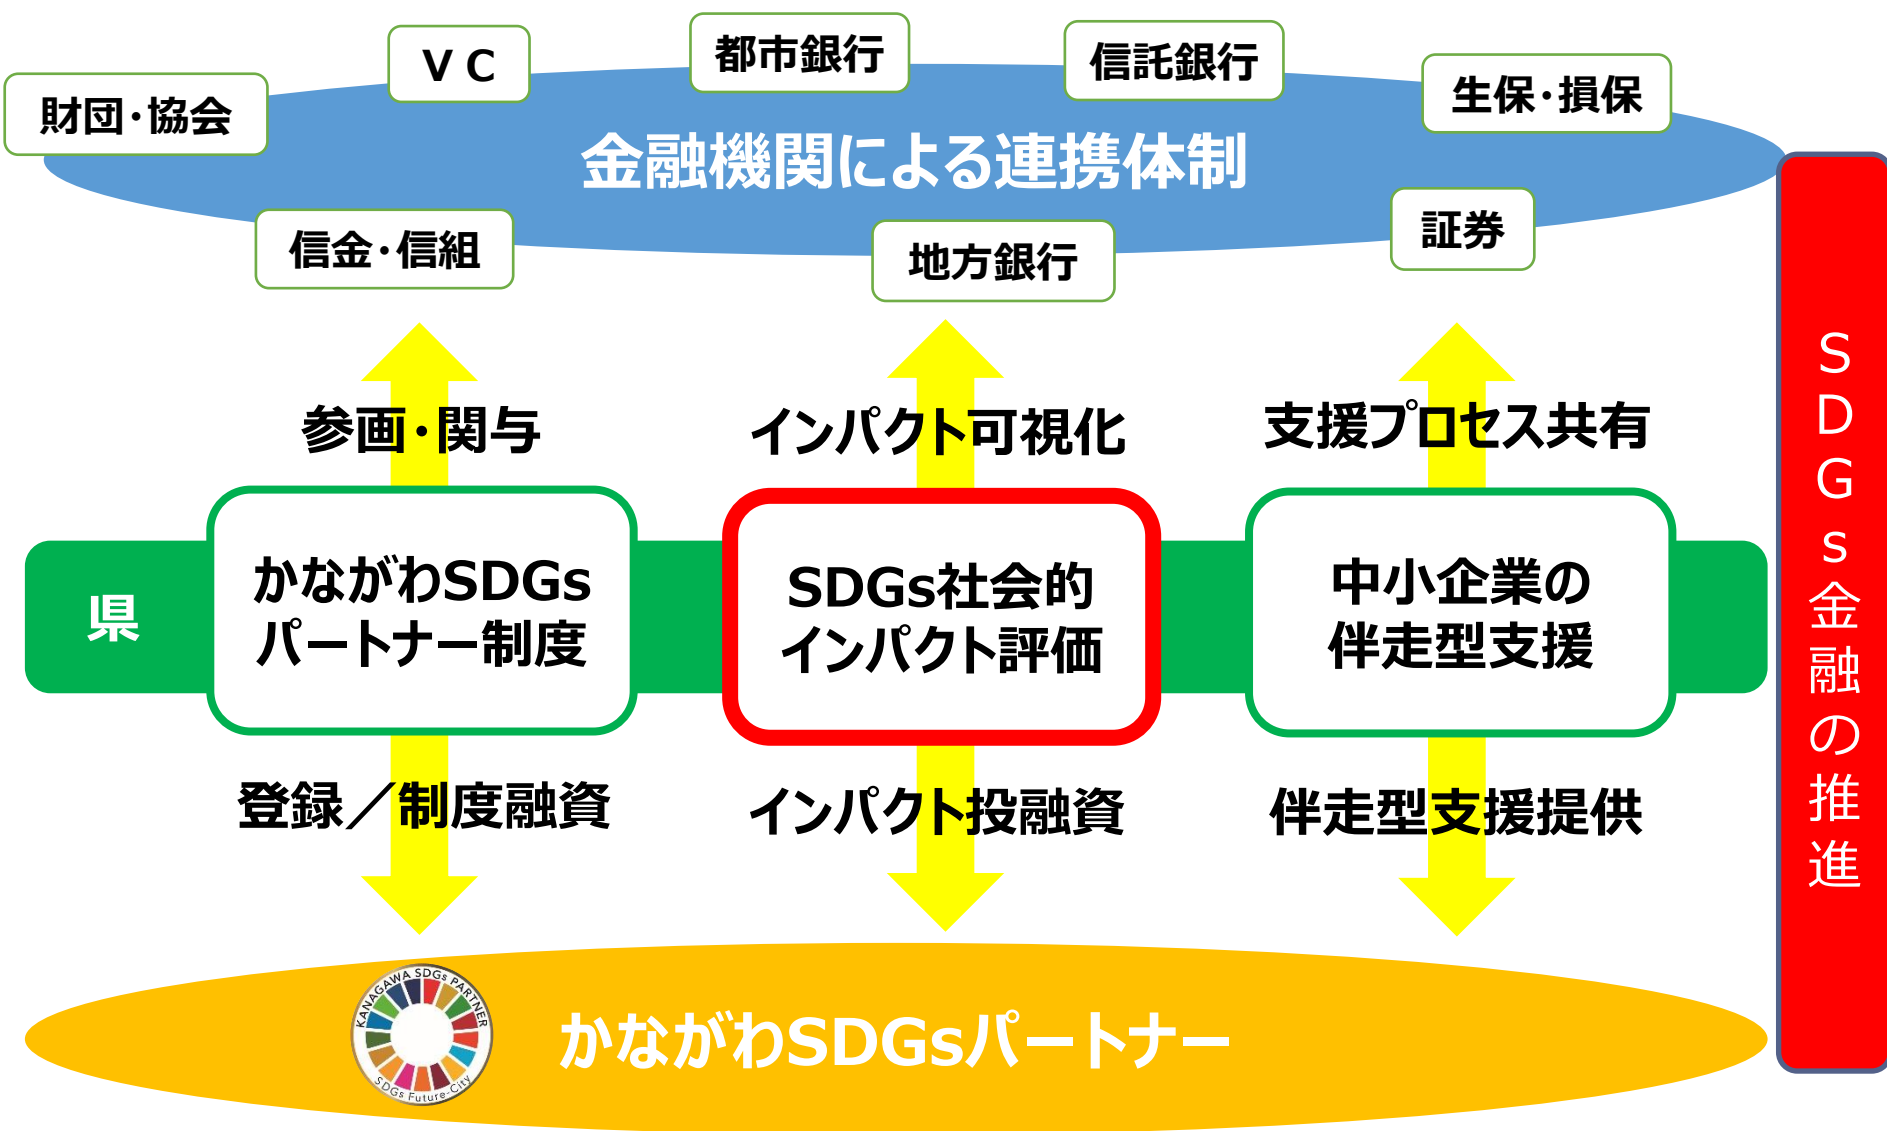 財団・協会
ＶＣ
都市銀行
信託銀行
生保・損保
金融機関による連携体制
信金・信組
地方銀行
証券
参画・関与
インパクト可視化
支援プロセス共有
県
かながわSDGs
パートナー制度
SDGs社会的
インパクト評価
中小企業の
伴走型支援
登録／制度融資
インパクト投融資
伴走型支援提供
KANAGAWA SDGs PARTNER
SDGs Future-City
かながわSDGsパートナー
ＳＤＧｓ金融の推進